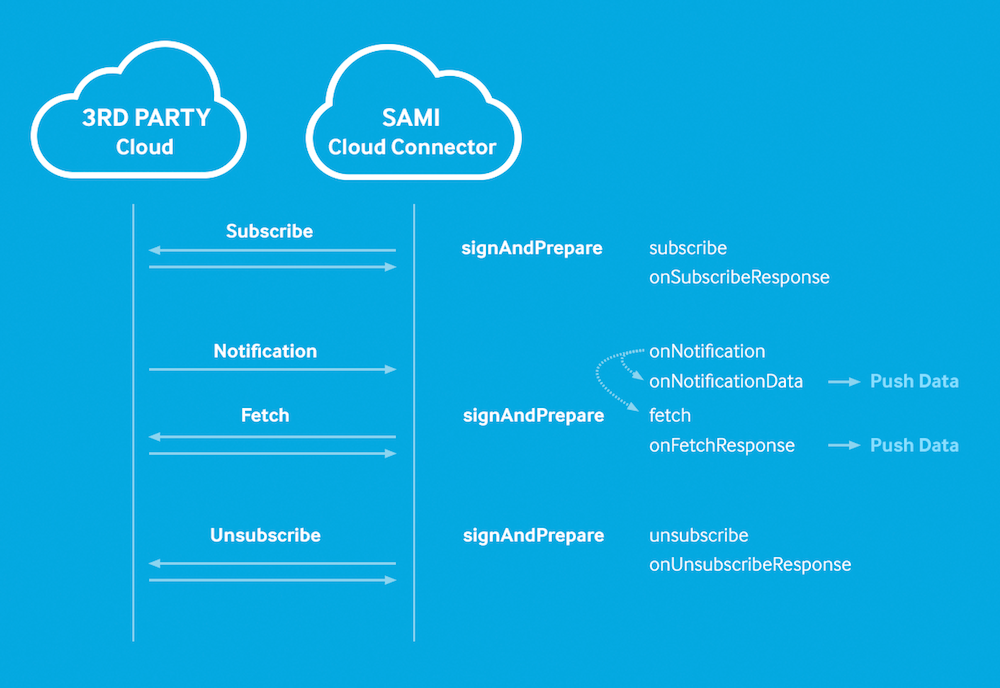 3RD PARTY
Cloud
SAMI
Cloud Connector
Subscribe
signAndPrepare subscribe
onSubscribeResponse
Notification
onNotification
onNotificationData Push Data
Fetch
signAndPrepare fetch
onFetchResponse Push Data
Unsubscribe
signAndPrepare unsubscribe
onUnsubscribeResponse